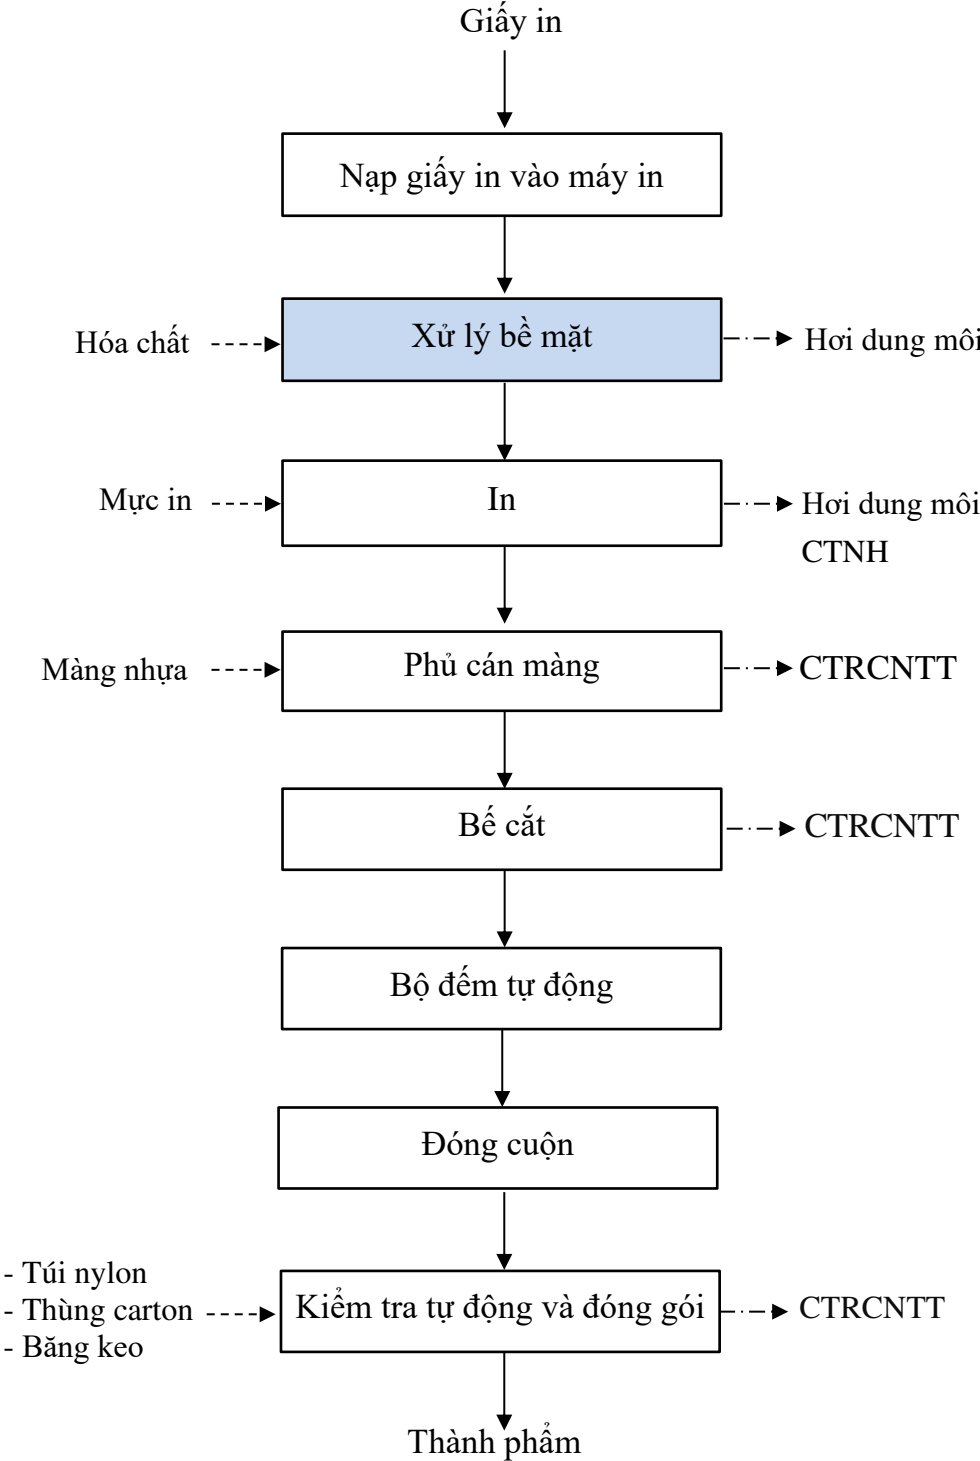 Giấy in
Nạp giấy in vào máy in
Hóa chất
Xử lý bề mặt
Hơi dung môi
Mực in
In
Hơi dung môi
CTNH
Màng nhựa
Phủ cán màng
CTRCNTT
Bế cắt
CTRCNTT
Bộ đếm tự động
Đóng cuộn
- Túi nylon
- Thùng carton
- Băng keo
Kiểm tra tự động và đóng gói
CTRCNTT
Thành phẩm